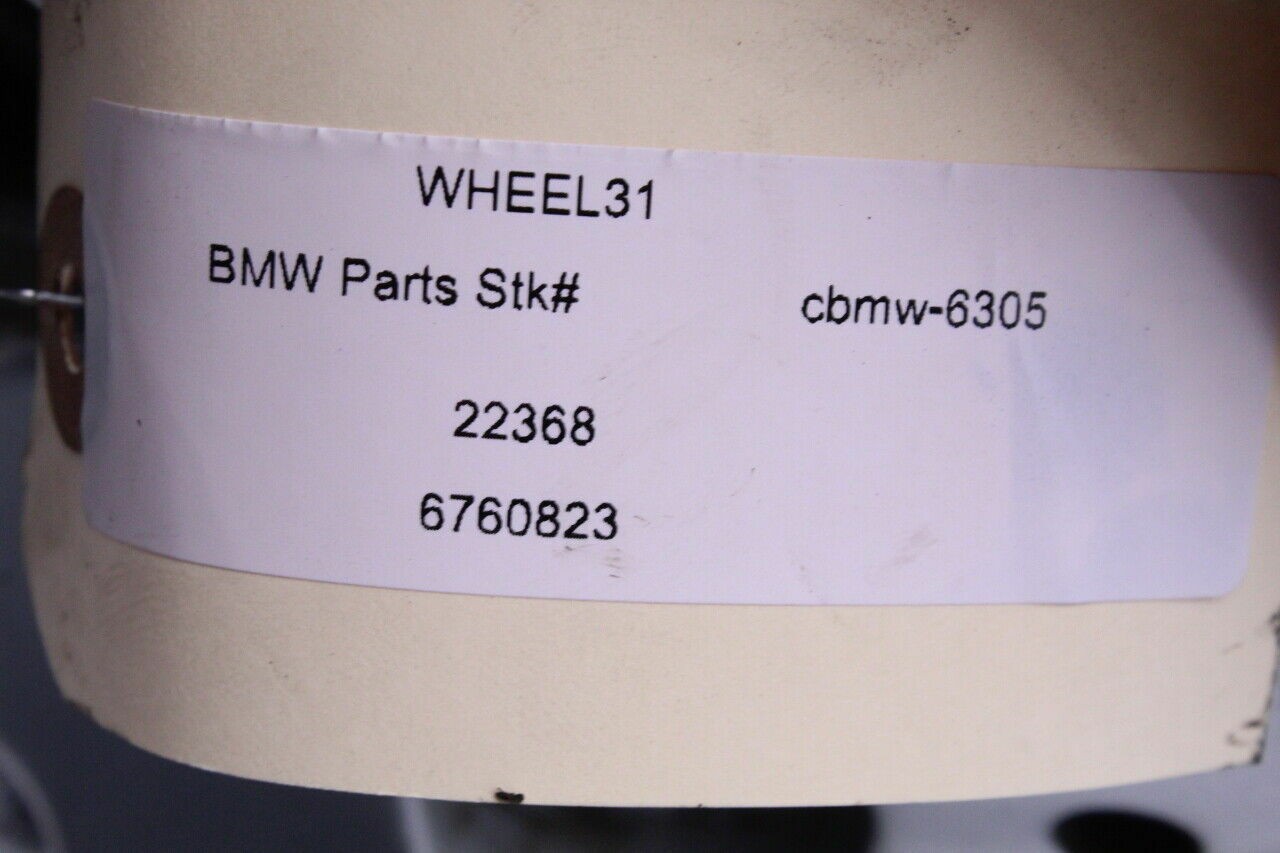 WHEEL31
BMW Parts Stk# cbmw-6305
22368
6760823